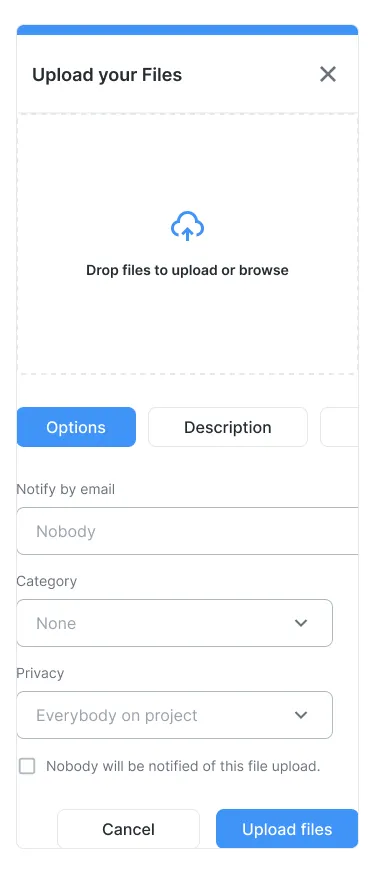 Upload your Files
Drop files to upload or browse
Options
Description
Notify by email
Nobody
Category
None
Privacy
Everybody on project
Nobody will be notified of this file upload.
Cancel
Upload files